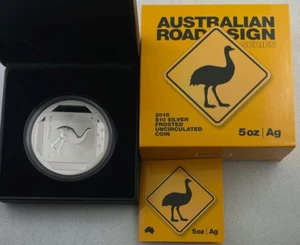 AUSTRALIAN
ROAD SIGN
SERIES
2015
$10 SILVER
FROSTED
UNCIRCULATED
COIN
5oz | Ag
5oz | Ag